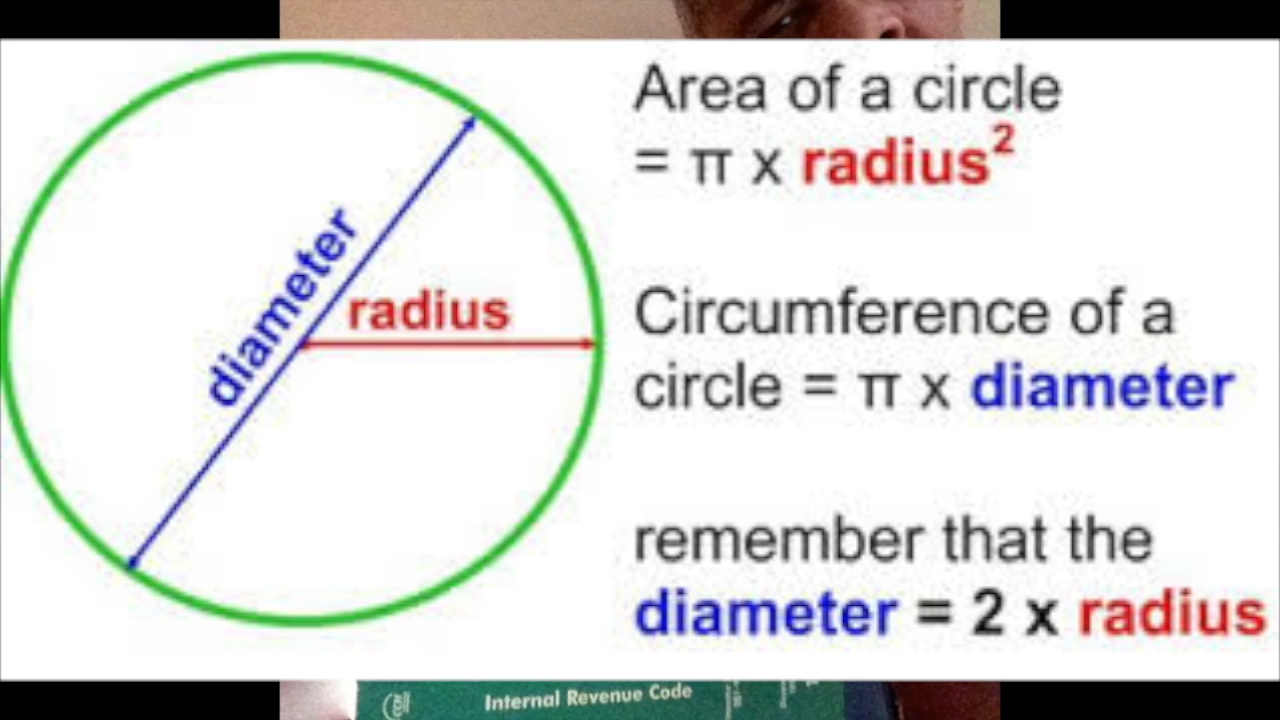 diameter
radius
Area of a circle
= π x radius²
Circumference of a
circle = π x diameter
remember that the
diameter = 2 x radius
Internal Revenue Code